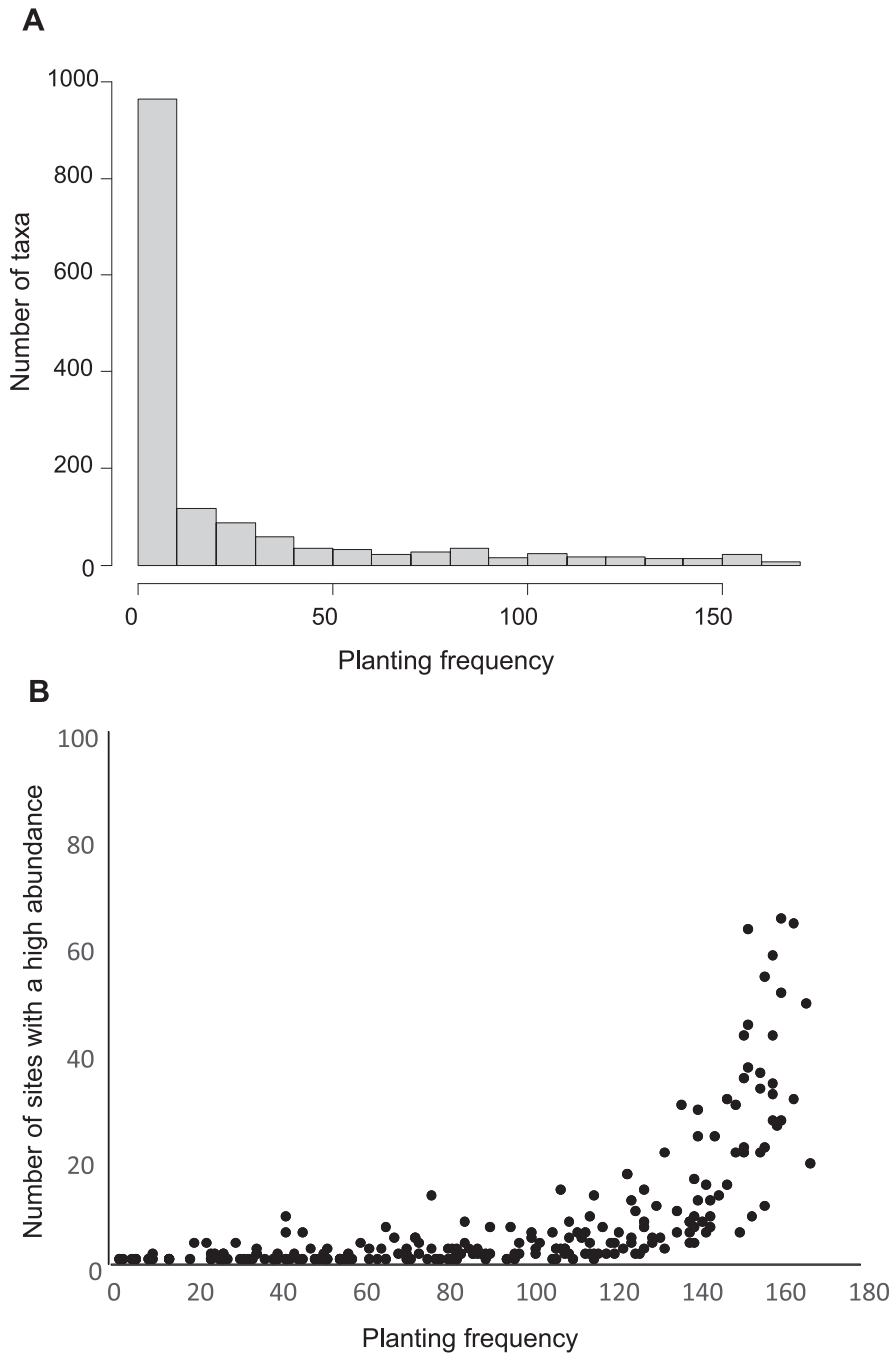 A
1000
800
600
400
200
0
Number of taxa
0 50 100 150
Planting frequency
B
100
80
60
40
20
0
Number of sites with a high abundance
0 20 40 60 80 100 120 140 160 180
Planting frequency